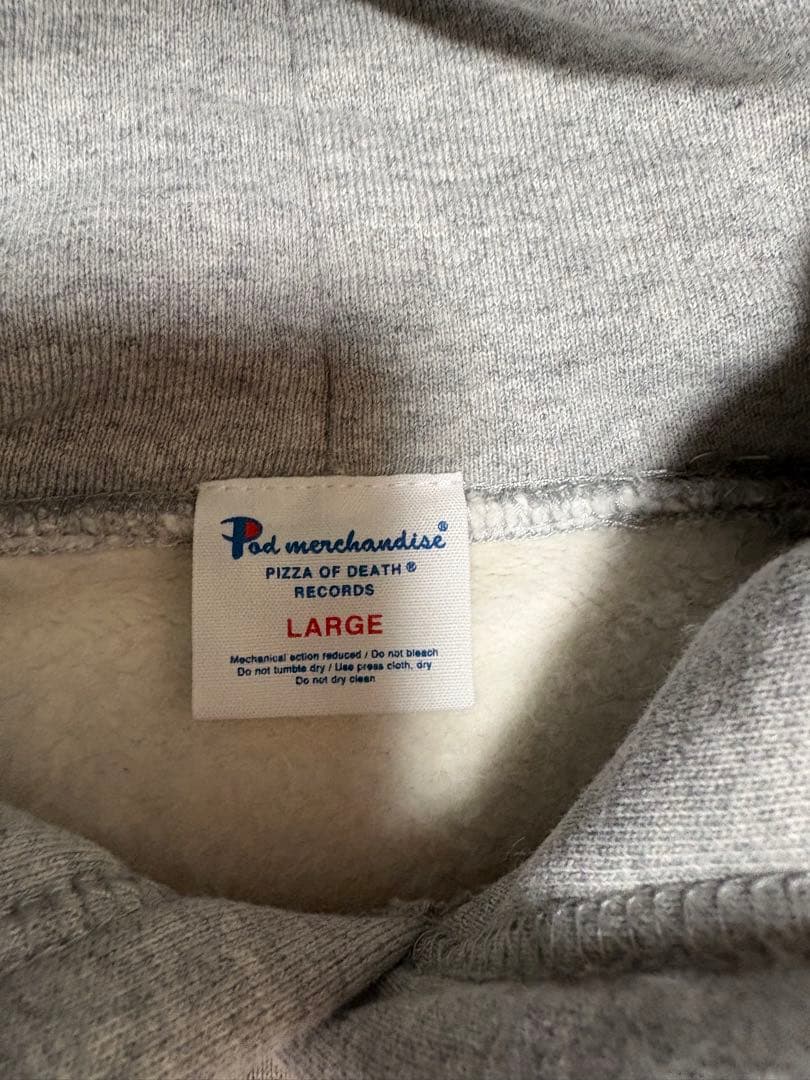 Pod merchandise®
PIZZA OF DEATH®
RECORDS
LARGE
Mechanical action reduced / Do not bleach
Do not tumble dry / Use press cloth, dry
Do not dry clean